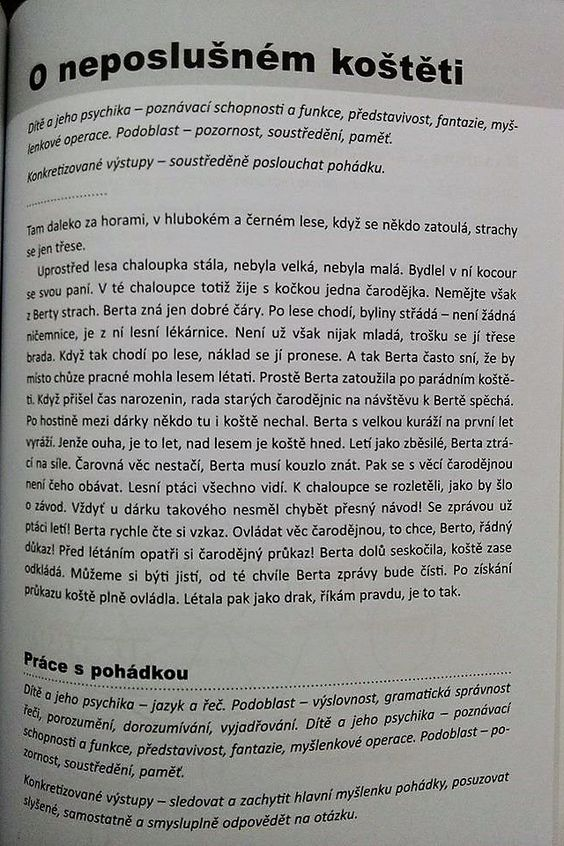 O neposlušném koštěti
Dítě a jeho psychika – poznávací schopnosti a funkce, představivost, fantazie, myš-
lenkové operace. Podoblast – pozornost, soustředění, paměť.
Konkretizované výstupy – soustředěně poslouchat pohádku.
Tam daleko za horami, v hlubokém a černém lese, když se někdo zatoulá, strachy
se jen třese.
Uprostřed lesa chaloupka stála, nebyla velká, nebyla malá. Bydlel v ní kocour
se svou paní. V té chaloupce totiž žije s kočkou jedna čarodějka. Nemějte však
z Berty strach. Berta zná jen dobré čáry. Po lese chodí, byliny střádá – není žádná
ničemnice, je z ní lesní lékárnice. Není už však nijak mladá, trošku se jí třese
brada. Když tak chodí po lese, náklad se jí pronese. A tak Berta často sní, že by
místo chůze pracné mohla lesem létati. Prostě Berta zatoužila po parádním koště-
ti. Když přišel čas narozenin, rada starých čarodějnic na návštěvu k Bertě spěchá.
Po hostině mezi dárky někdo tu i koště nechal. Berta s velkou kuráží na první let
vyráží. Jenže ouha, je to let, nad lesem je koště hned. Letí jako zběsilé, Berta ztrá-
cí na síle. Čarovná věc nestačí, Berta musí kouzlo znát. Pak se s věcí čarodějnou
není čeho obávat. Lesní ptáci všechno vidí. K chaloupce se rozletěli, jako by šlo
o závod. Vždyť u dárku takového nesměl chybět přesný návod! Se zprávou už
ptáci letí! Berta rychle čte si vzkaz. Ovládat věc čarodějnou, to chce, Berto, řádný
důkaz! Před létáním opatři si čarodějný průkaz! Berta dolů seskočila, koště zase
odkládá. Můžeme si býti jistí, od té chvíle Berta zprávy bude čísti. Po získání
průkazu koště plně ovládla. Létala pak jako drak, říkám pravdu, je to tak.
Práce s pohádkou
Dítě a jeho psychika – jazyk a řeč. Podoblast – výslovnost, gramatická správnost
řeči, porozumění, dorozumívání, vyjadřování. Dítě a jeho psychika – poznávací
schopnosti a funkce, představivost, fantazie, myšlenkové operace. Podoblast – po-
zornost, soustředění, paměť.
Konkretizované výstupy – sledovat a zachytit hlavní myšlenku pohádky, posuzovat
slyšené, samostatně a smysluplně odpovědět na otázku.